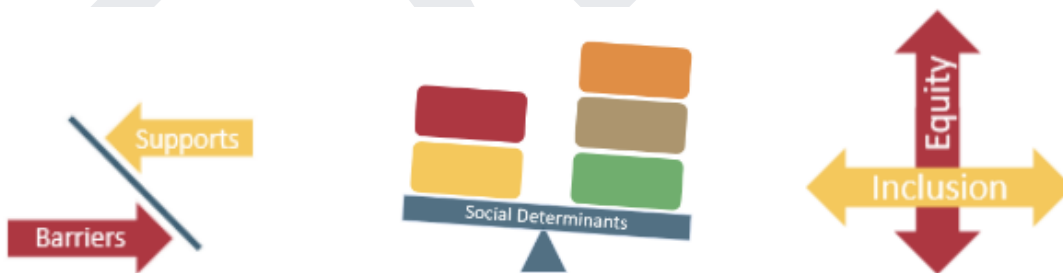 Supports
Barriers
Social Determinants
Equity
Inclusion